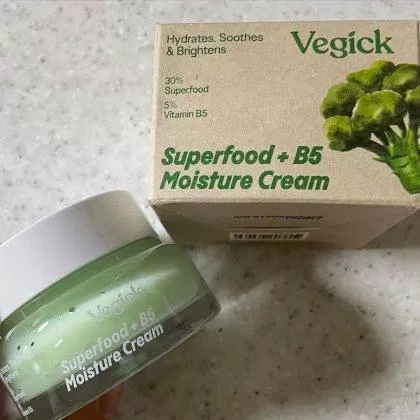 Hydrates, Soothes
& Brightens
Vegick
30%
Superfood
5%
Vitamin B5
Superfood + B5
Moisture Cream
Vegick
Superfood + B5
Moisture Cream